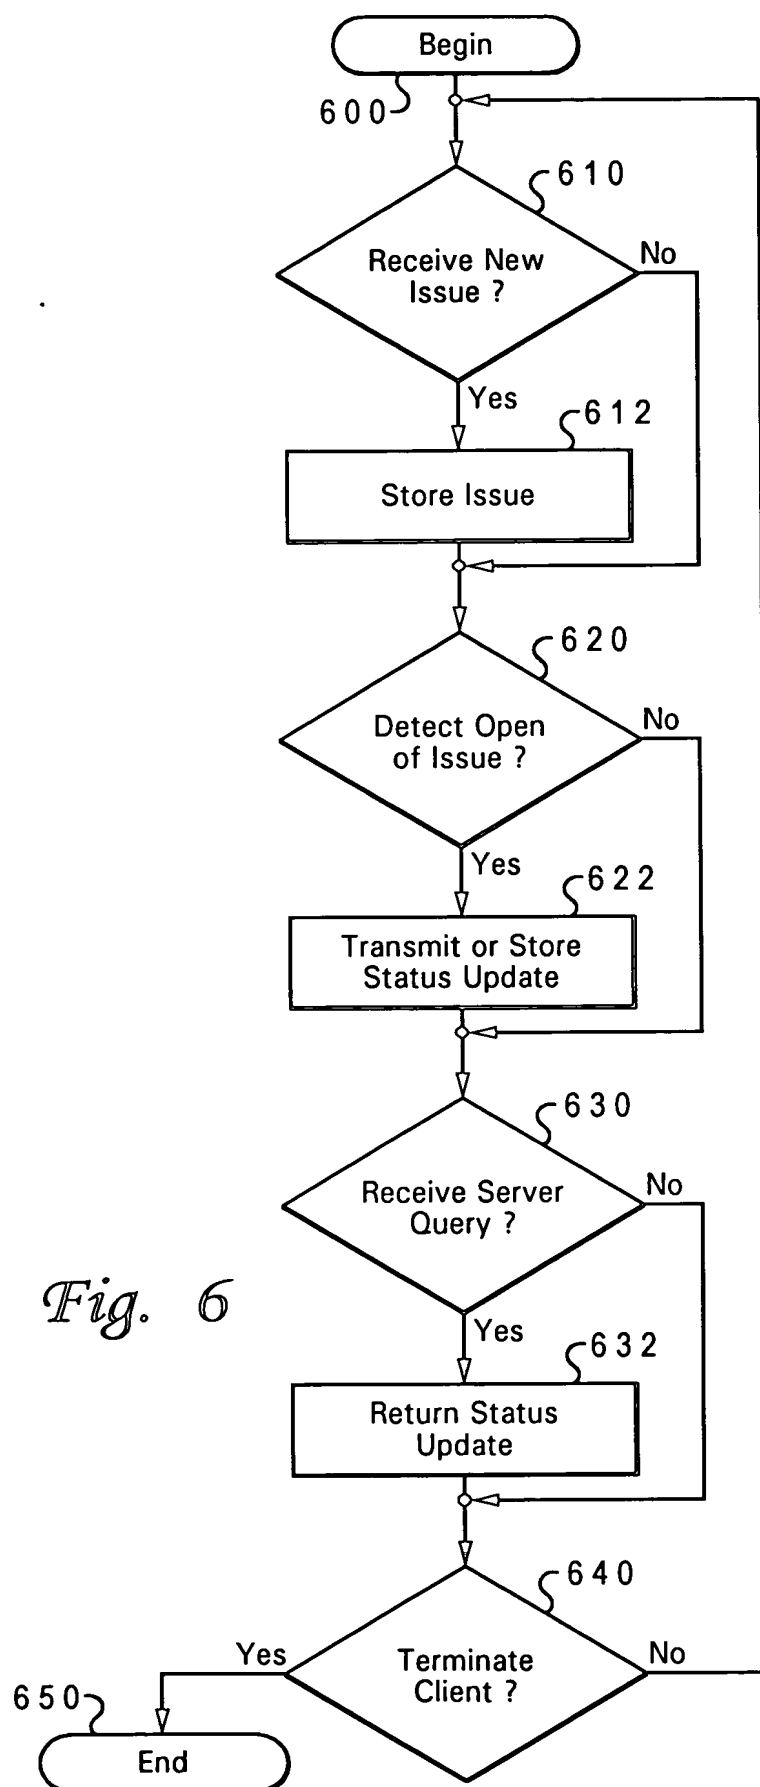 Begin
600
610
Receive New
Issue ?
No
Yes
612
Store Issue
620
Detect Open
of Issue ?
No
Yes
622
Transmit or Store
Status Update
630
Receive Server
Query ?
No
Yes
632
Return Status
Update
640
Terminate
Client ?
Yes
No
650
End
Fig. 6